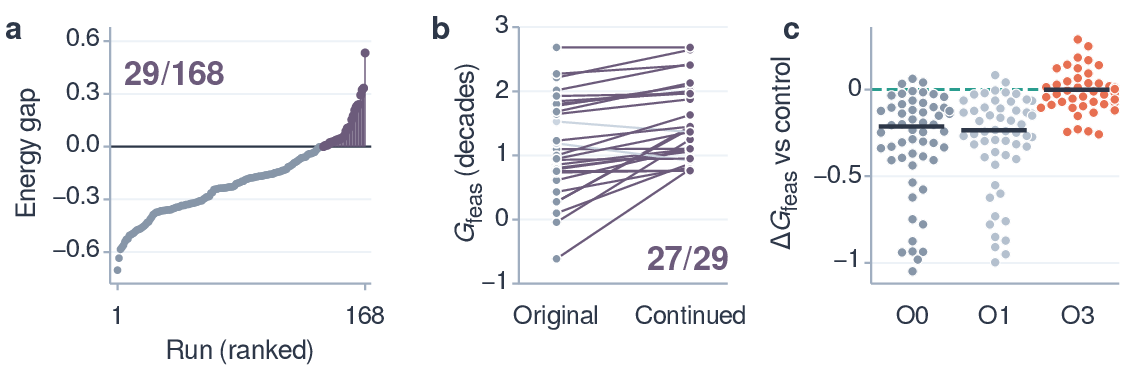 a
Energy gap
0.6
0.3
0.0
−0.3
−0.6
29/168
1
168
Run (ranked)
b
G_feas (decades)
3
2
1
0
−1
27/29
Original
Continued
c
ΔG_feas vs control
0
−0.5
−1
O0
O1
O3